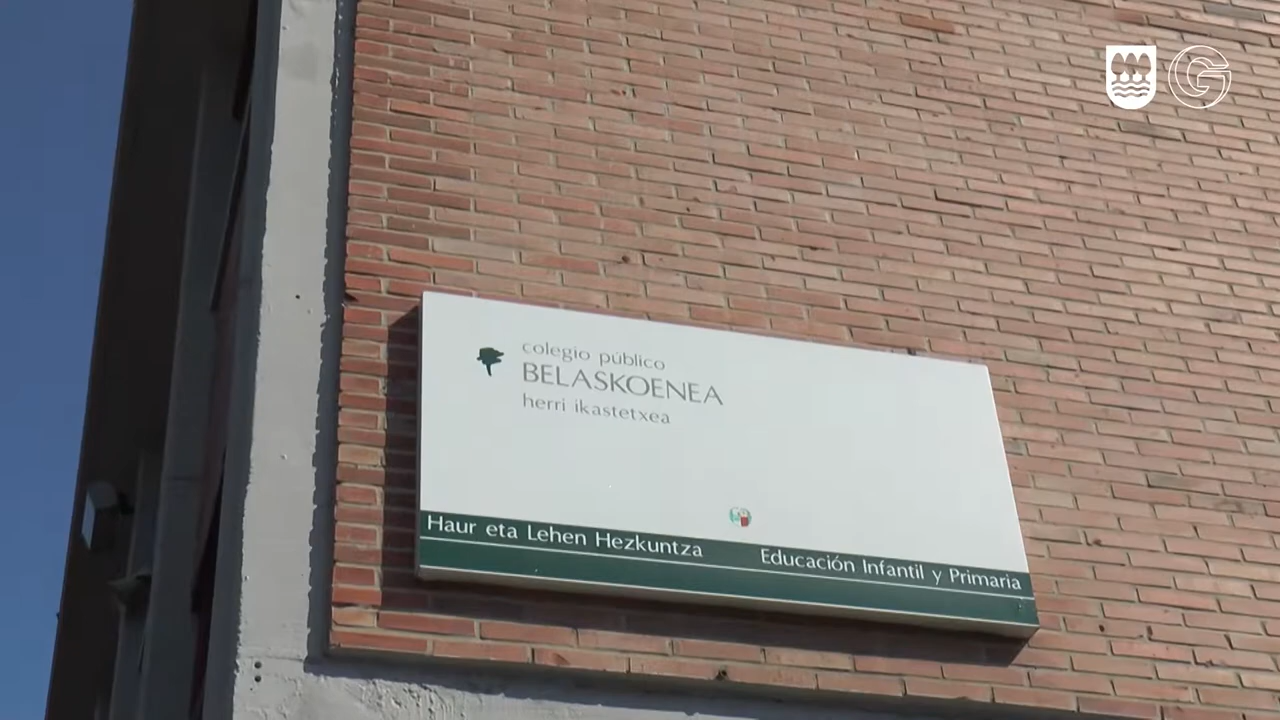 colegio público
BELASKOENEA
herri ikastetxea
Haur eta Lehen Hezkuntza
Educación Infantil y Primaria
G